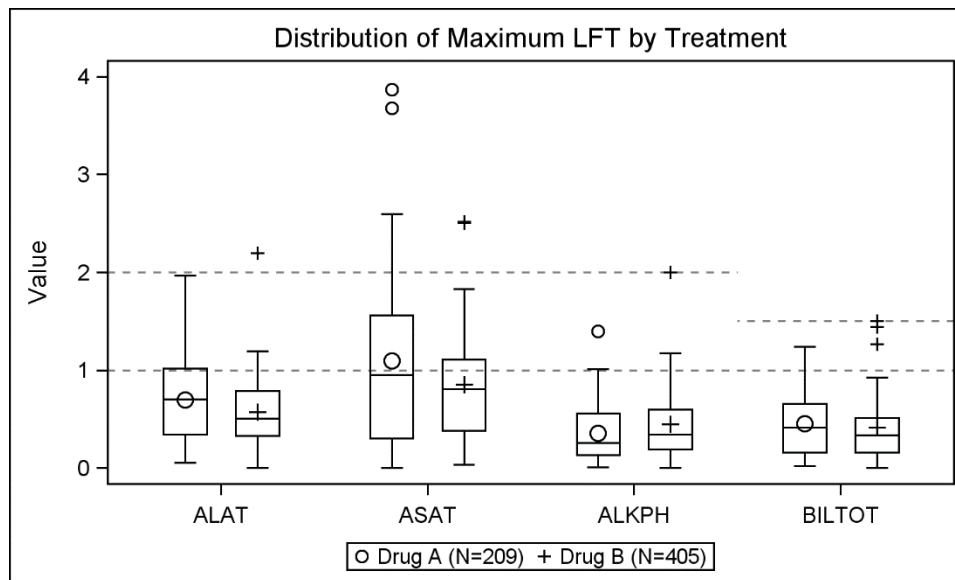 Distribution of Maximum LFT by Treatment
4
3
2
1
0
Value
ALAT ASAT ALKPH BILTOT
Drug A (N=209) Drug B (N=405)